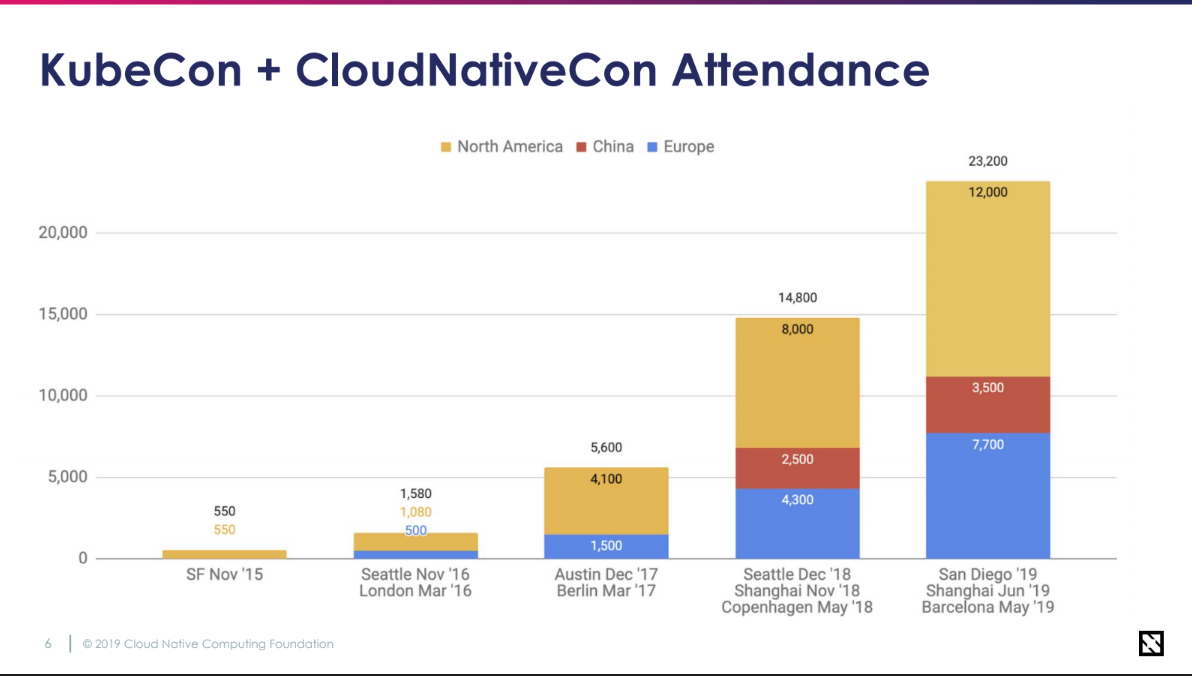 KubeCon + CloudNativeCon Attendance
North America China Europe
23,200
12,000
20,000
14,800
15,000
8,000
3,500
10,000
5,600
7,700
2,500
5,000
4,100
1,580
4,300
550
1,080
550
500
1,500
0
SF Nov '15
Seattle Nov '16
London Mar '16
Austin Dec '17
Berlin Mar '17
Seattle Dec '18
Shanghai Nov '18
Copenhagen May '18
San Diego '19
Shanghai Jun '19
Barcelona May '19
6 © 2019 Cloud Native Computing Foundation